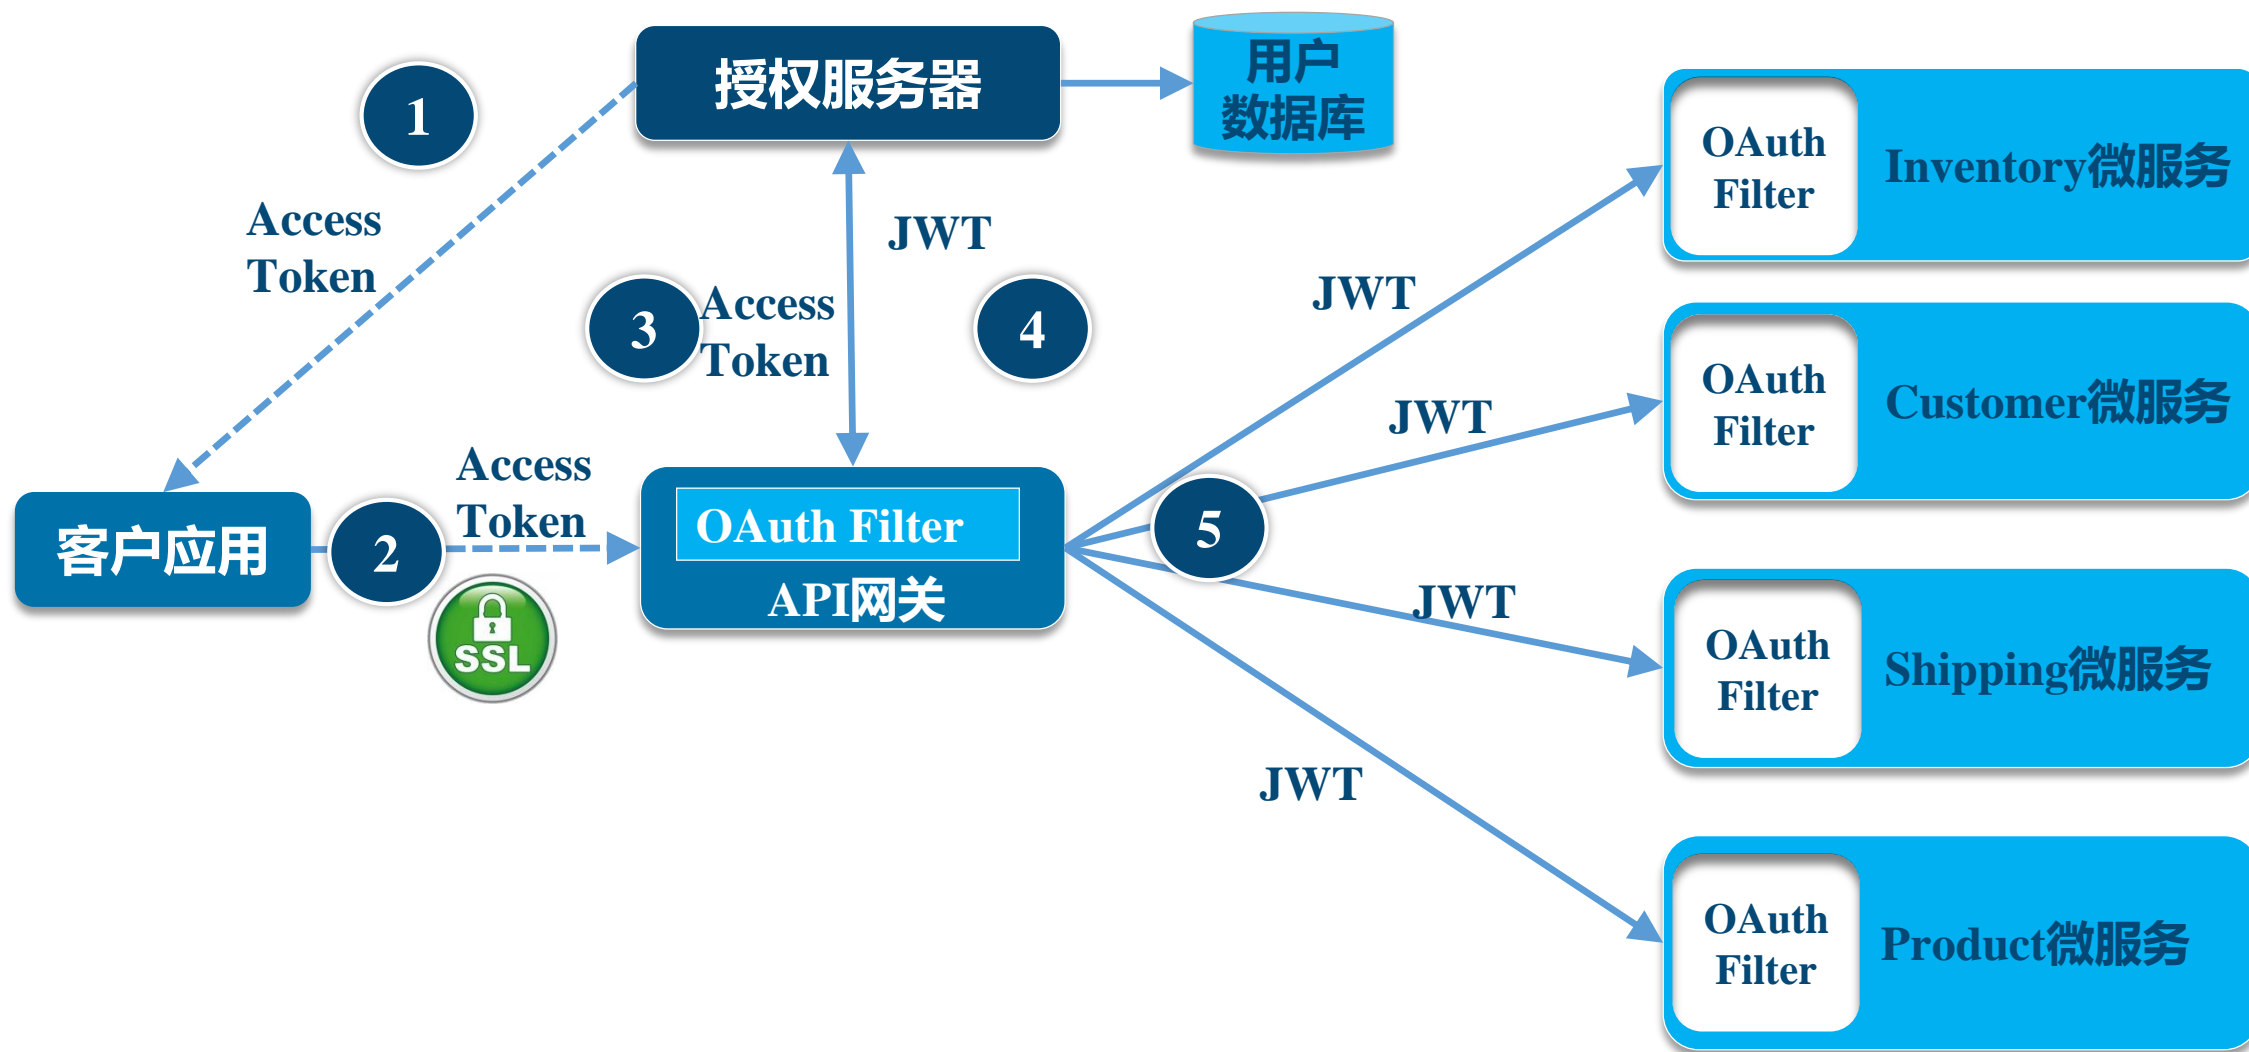 授权服务器
用户
数据库
1
Access
Token
JWT
3
Access
Token
4
客户应用
2
Access
Token
SSL
OAuth Filter
API网关
5
JWT
JWT
JWT
JWT
OAuth
Filter
Inventory微服务
OAuth
Filter
Customer微服务
OAuth
Filter
Shipping微服务
OAuth
Filter
Product微服务